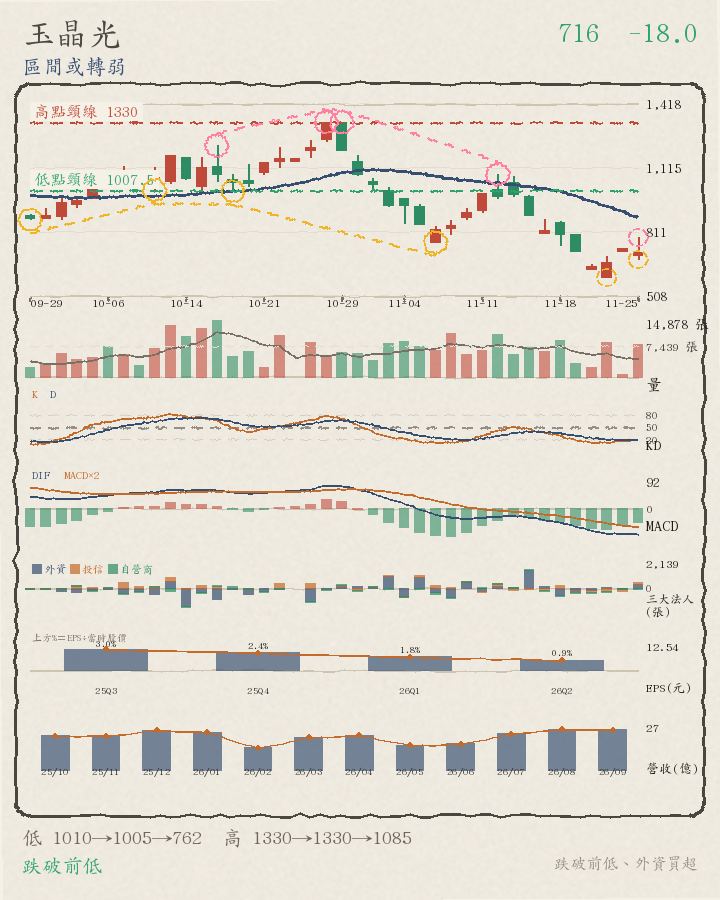 玉晶光
716 -18.0
區間或轉弱
高點頸線 1330
低點頸線 1007.5
1,418
1,115
811
508
09-29 10-06 10-14 10-21 10-29 11-04 11-11 11-18 11-25
14,878 張
7,439 張
量
K D
80
50
20
KD
DIF MACD×2
92
0
MACD
外資 投信 自營商
2,139
0
三大法人
(張)
上方%=EPS÷當時股價
3.0% 2.4% 1.8% 0.9%
12.54
25Q3 25Q4 26Q1 26Q2
EPS(元)
27
25/10 25/11 25/12 26/01 26/02 26/03 26/04 26/05 26/06 26/07 26/08 26/09
營收(億)
低 1010→1005→762 高 1330→1330→1085
跌破前低
跌破前低、外資買超